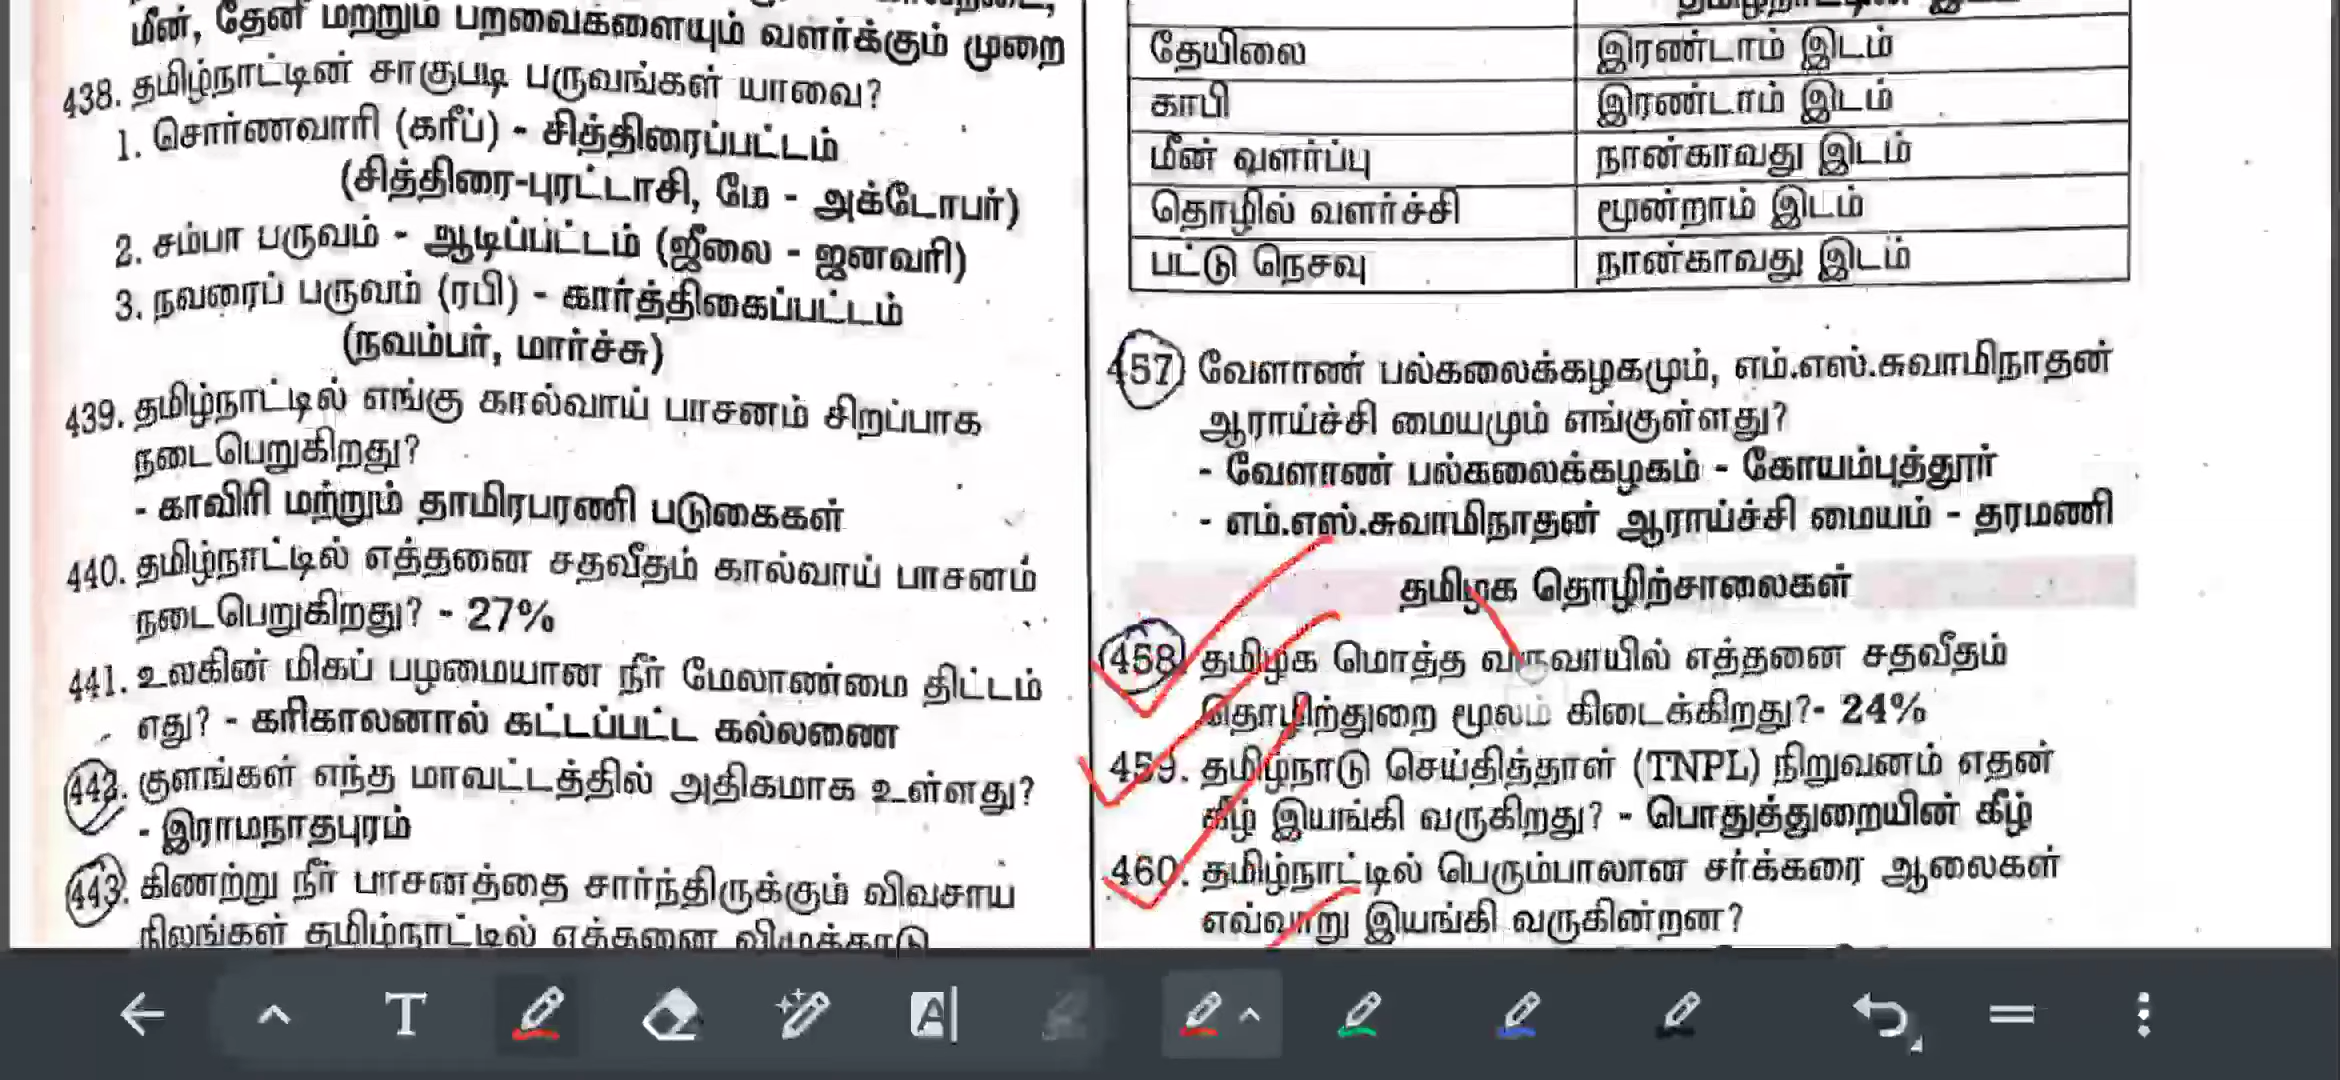 மீன், தேனீ மற்றும் பறவைகளையும் வளர்க்கும் முறை
438. தமிழ்நாட்டின் சாகுபடி பருவங்கள் யாவை?
1. சொர்ணவாரி (கரீப்) - சித்திரைப்பட்டம்
(சித்திரை-புரட்டாசி, மே - அக்டோபர்)
2. சம்பா பருவம் - ஆடிப்பட்டம் (ஜீலை - ஜனவரி)
3. நவரைப் பருவம் (ரபி) - கார்த்திகைப்பட்டம்
(நவம்பர், மார்ச்சு)
439. தமிழ்நாட்டில் எங்கு கால்வாய் பாசனம் சிறப்பாக
நடைபெறுகிறது?
- காவிரி மற்றும் தாமிரபரணி படுகைகள்
440. தமிழ்நாட்டில் எத்தனை சதவீதம் கால்வாய் பாசனம்
நடைபெறுகிறது? - 27%
441. உலகின் மிகப் பழமையான நீர் மேலாண்மை திட்டம்
எது? - கரிகாலனால் கட்டப்பட்ட கல்லணை
442. குளங்கள் எந்த மாவட்டத்தில் அதிகமாக உள்ளது?
- இராமநாதபுரம்
443. கிணற்று நீர் பாசனத்தை சார்ந்திருக்கும் விவசாய
நிலங்கள் தமிழ்நாட்டில் எத்தனை விழுக்காடு
தேயிலை இரண்டாம் இடம்
காபி இரண்டாம் இடம்
மீன் வளர்ப்பு நான்காவது இடம்
தொழில் வளர்ச்சி மூன்றாம் இடம்
பட்டு நெசவு நான்காவது இடம்
457 வேளாண் பல்கலைக்கழகமும், எம்.எஸ்.சுவாமிநாதன்
ஆராய்ச்சி மையமும் எங்குள்ளது?
- வேளாண் பல்கலைக்கழகம் - கோயம்புத்தூர்
- எம்.எஸ்.சுவாமிநாதன் ஆராய்ச்சி மையம் - தரமணி
தமிழக தொழிற்சாலைகள்
458 தமிழக மொத்த வருவாயில் எத்தனை சதவீதம்
தொழிற்துறை மூலம் கிடைக்கிறது?- 24%
459. தமிழ்நாடு செய்தித்தாள் (TNPL) நிறுவனம் எதன்
கீழ் இயங்கி வருகிறது? - பொதுத்துறையின் கீழ்
460. தமிழ்நாட்டில் பெரும்பாலான சர்க்கரை ஆலைகள்
எவ்வாறு இயங்கி வருகின்றன?
T
A